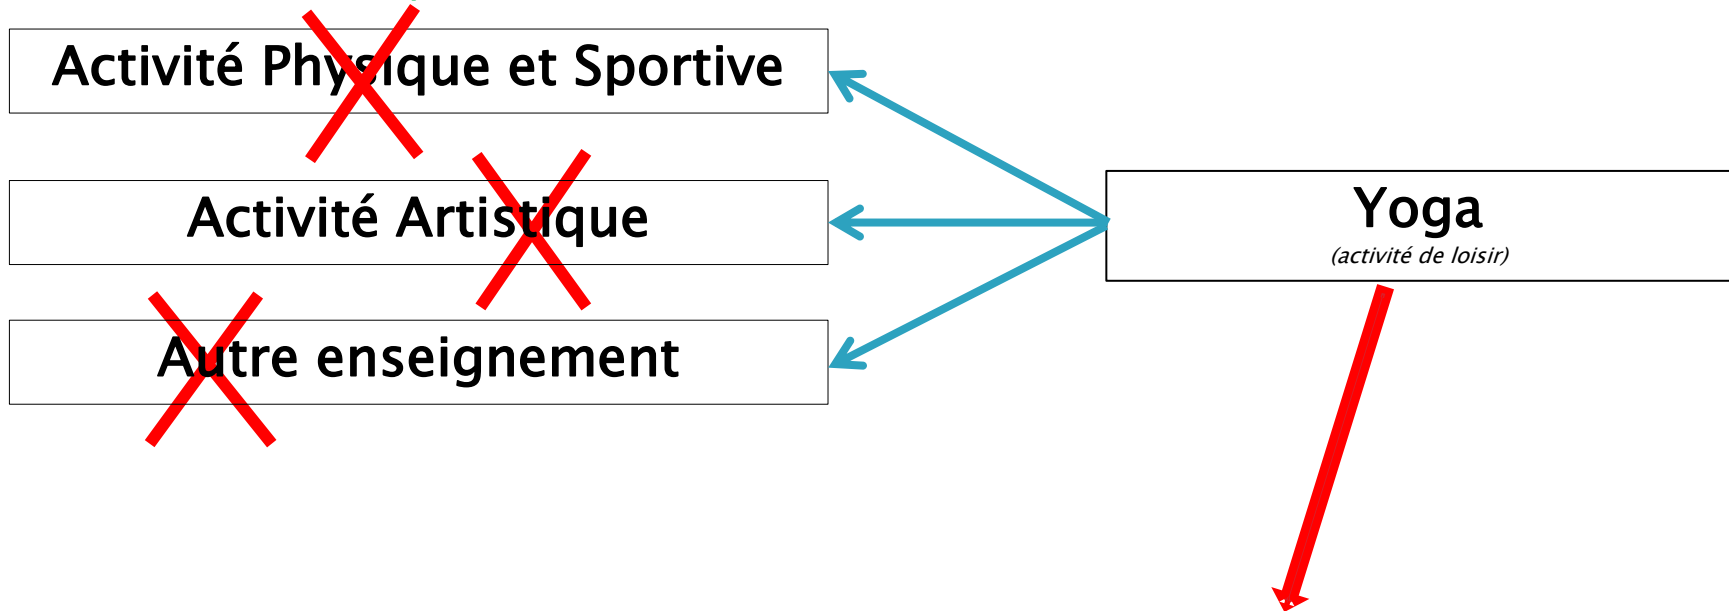 Activité Physique et Sportive
Activité Artistique
Autre enseignement
Yoga
(activité de loisir)